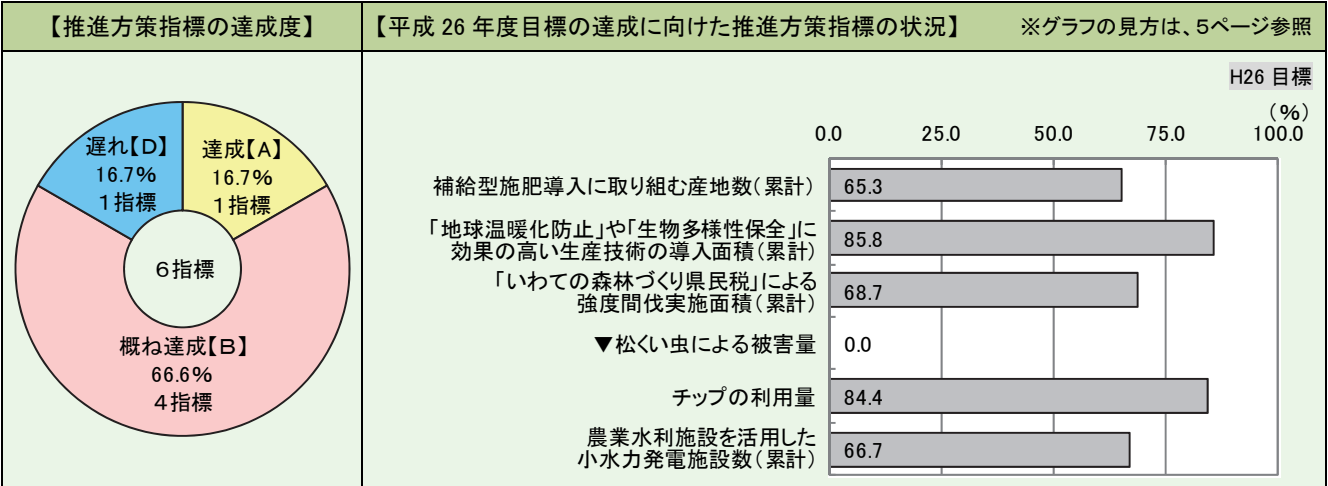 【推進方策指標の達成度】
【平成 26 年度目標の達成に向けた推進方策指標の状況】 ※グラフの見方は、5ページ参照
遅れ【D】
16.7%
1指標
達成【A】
16.7%
1指標
6指標
概ね達成【B】
66.6%
4指標
H26 目標
(%)
0.0 25.0 50.0 75.0 100.0
補給型施肥導入に取り組む産地数(累計) 65.3
「地球温暖化防止」や「生物多様性保全」に
効果の高い生産技術の導入面積(累計) 85.8
「いわての森林づくり県民税」による
強度間伐実施面積(累計) 68.7
▼松くい虫による被害量 0.0
チップの利用量 84.4
農業水利施設を活用した
小水力発電施設数(累計) 66.7